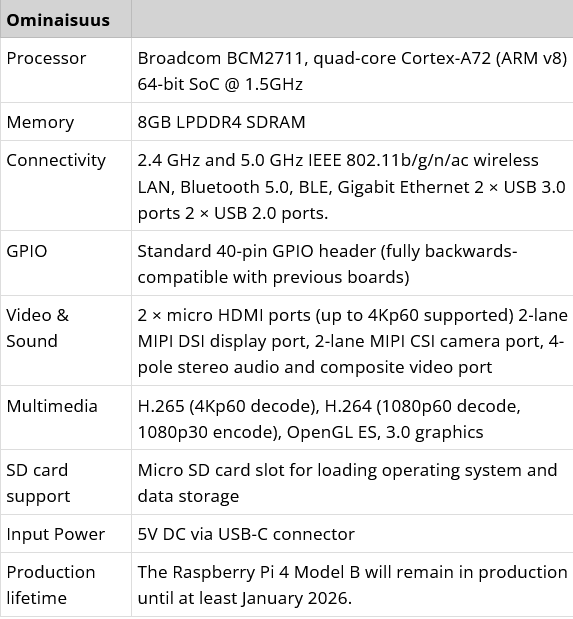 Ominaisuus
Processor
Broadcom BCM2711, quad-core Cortex-A72 (ARM v8)
64-bit SoC @ 1.5GHz
Memory
8GB LPDDR4 SDRAM
Connectivity
2.4 GHz and 5.0 GHz IEEE 802.11b/g/n/ac wireless
LAN, Bluetooth 5.0, BLE, Gigabit Ethernet 2 × USB 3.0
ports 2 × USB 2.0 ports.
GPIO
Standard 40-pin GPIO header (fully backwards-
compatible with previous boards)
Video &
Sound
2 × micro HDMI ports (up to 4Kp60 supported) 2-lane
MIPI DSI display port, 2-lane MIPI CSI camera port, 4-
pole stereo audio and composite video port
Multimedia
H.265 (4Kp60 decode), H.264 (1080p60 decode,
1080p30 encode), OpenGL ES, 3.0 graphics
SD card
support
Micro SD card slot for loading operating system and
data storage
Input Power
5V DC via USB-C connector
Production
lifetime
The Raspberry Pi 4 Model B will remain in production
until at least January 2026.